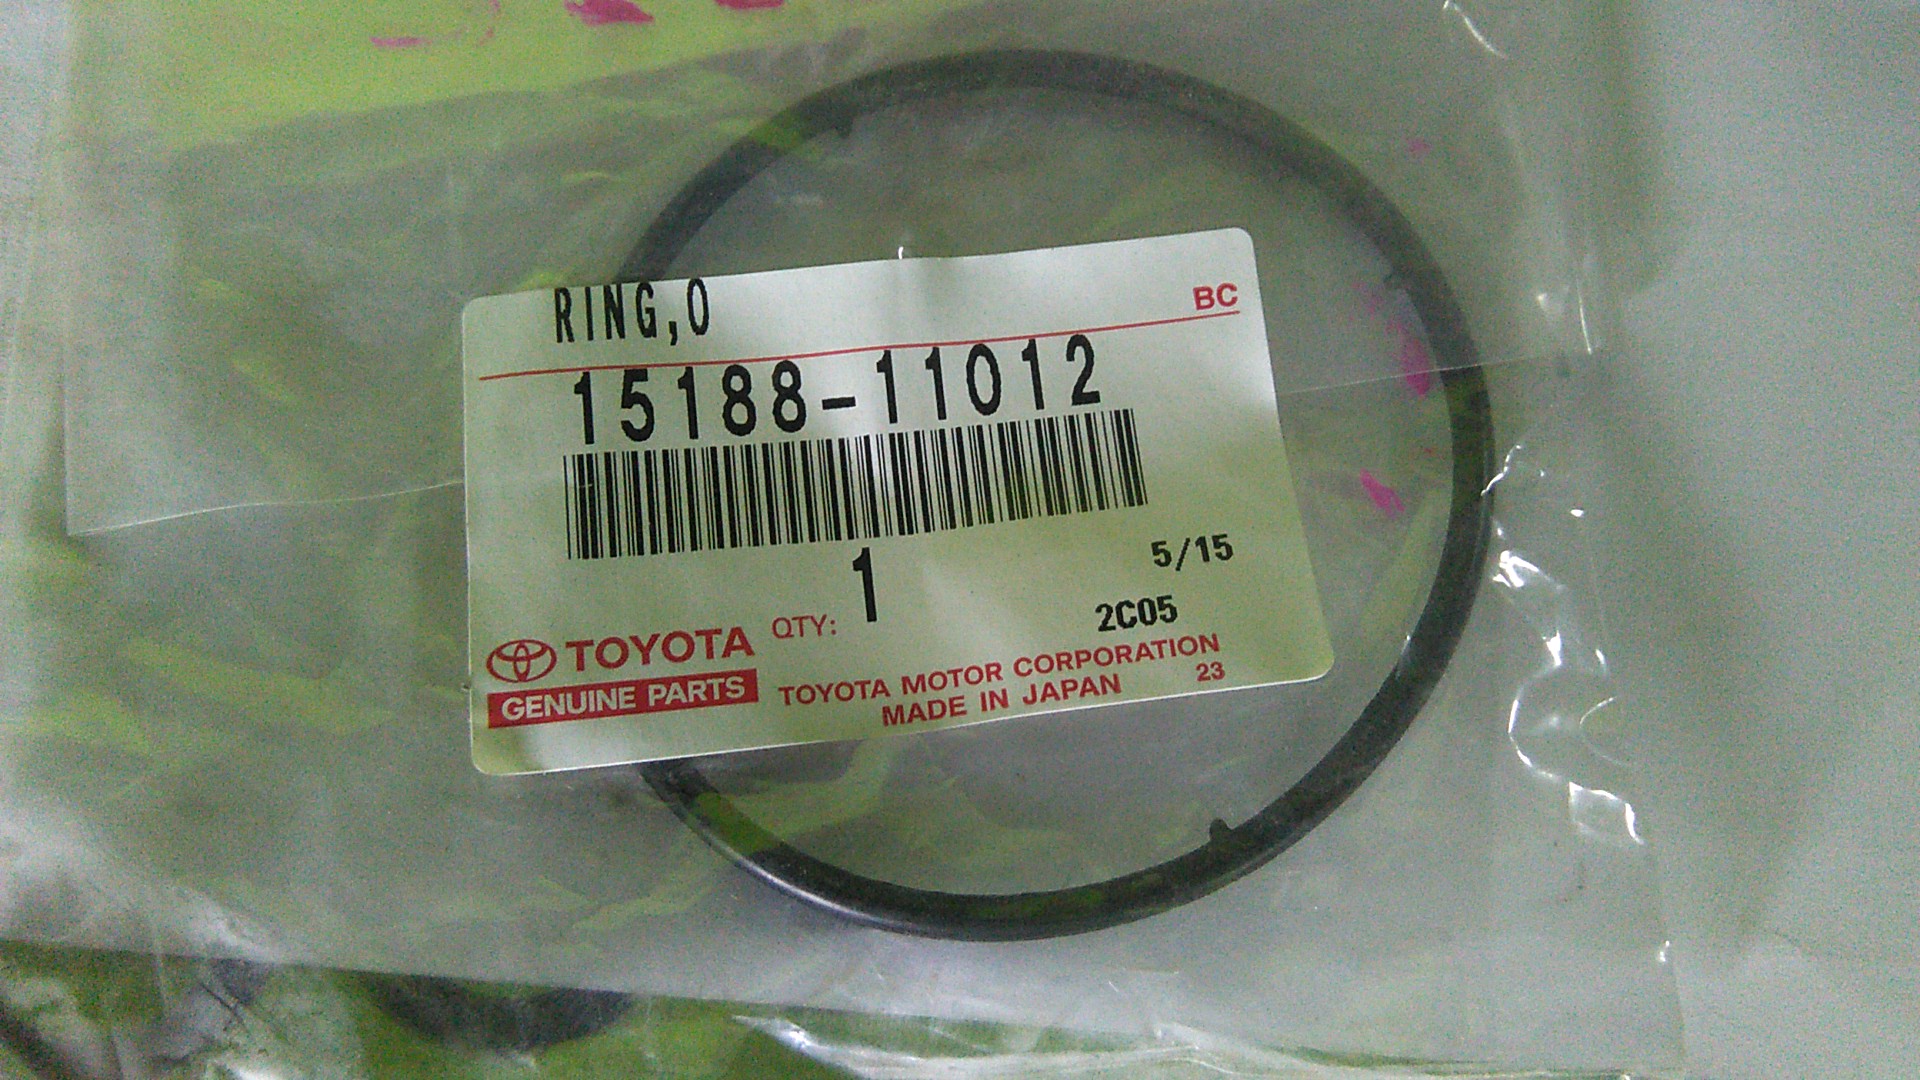 RING,O
BC
15188-11012
1
5/15
QTY:
2C05
TOYOTA
GENUINE PARTS
TOYOTA MOTOR CORPORATION
MADE IN JAPAN
23